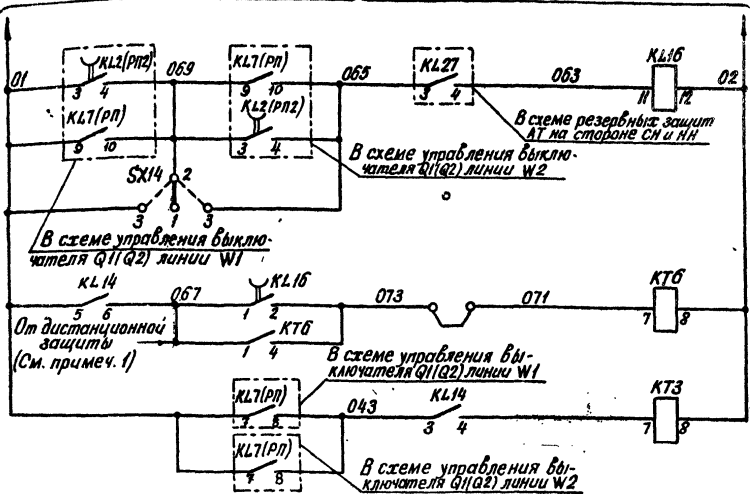 KL2(РП2)
069
KL7(РП)
065
KL27
063
KL16
01
02
3 4
9 10
3 4
11 12
KL7(РП)
KL2(РП2)
9 10
3 4
В схеме резервных защит
АТ на стороне СН и НН
В схеме управления выклю-
чателя Q1(Q2) линии W2
SX14
2
3 1 3
В схеме управления выклю-
чателя Q1(Q2) линии W1
KL14
067
KL16
073
071
KT6
5 6
1 2
7 8
От дистанционной
защиты
(См. примеч. 1)
KT6
1 4
В схеме управления вы-
ключателя Q1(Q2) линии W1
KL7(РП)
043
KL14
KT3
7 8
3 4
7 8
KL7(РП)
7 8
В схеме управления вы-
ключателя Q1(Q2) линии W2